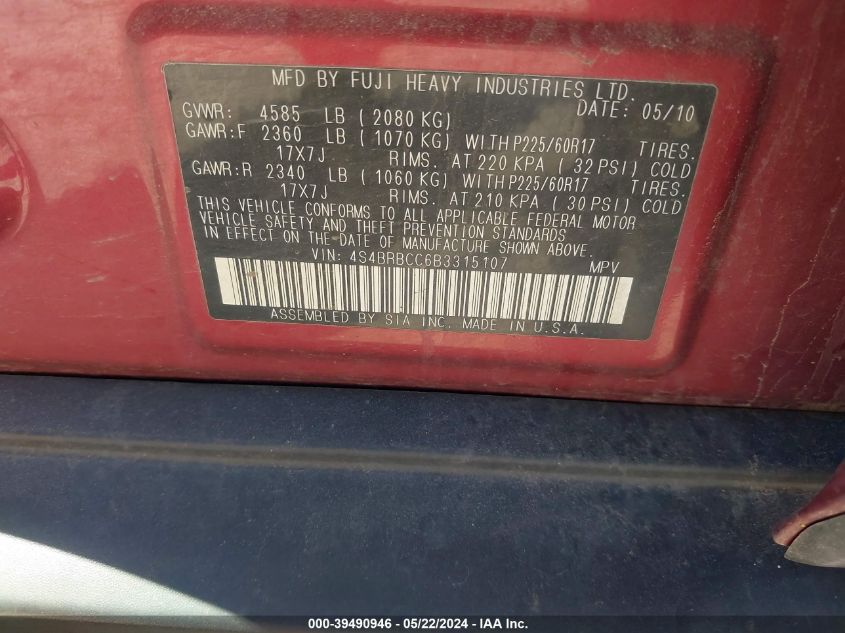 MFD BY FUJI HEAVY INDUSTRIES LTD.
DATE: 05/10
GVWR: 4585 LB ( 2080 KG)
GAWR:F 2360 LB ( 1070 KG) WITH P225/60R17 TIRES.
17X7J RIMS. AT 220 KPA ( 32 PSI) COLD
GAWR:R 2340 LB ( 1060 KG) WITH P225/60R17 TIRES.
17X7J RIMS. AT 210 KPA ( 30 PSI) COLD
THIS VEHICLE CONFORMS TO ALL APPLICABLE FEDERAL MOTOR
VEHICLE SAFETY AND THEFT PREVENTION STANDARDS
IN EFFECT ON THE DATE OF MANUFACTURE SHOWN ABOVE.
VIN: 4S4BRBCC6B3315107 MPV
ASSEMBLED BY SIA INC. MADE IN U.S.A.
000-39490946 - 05/22/2024 - IAA Inc.